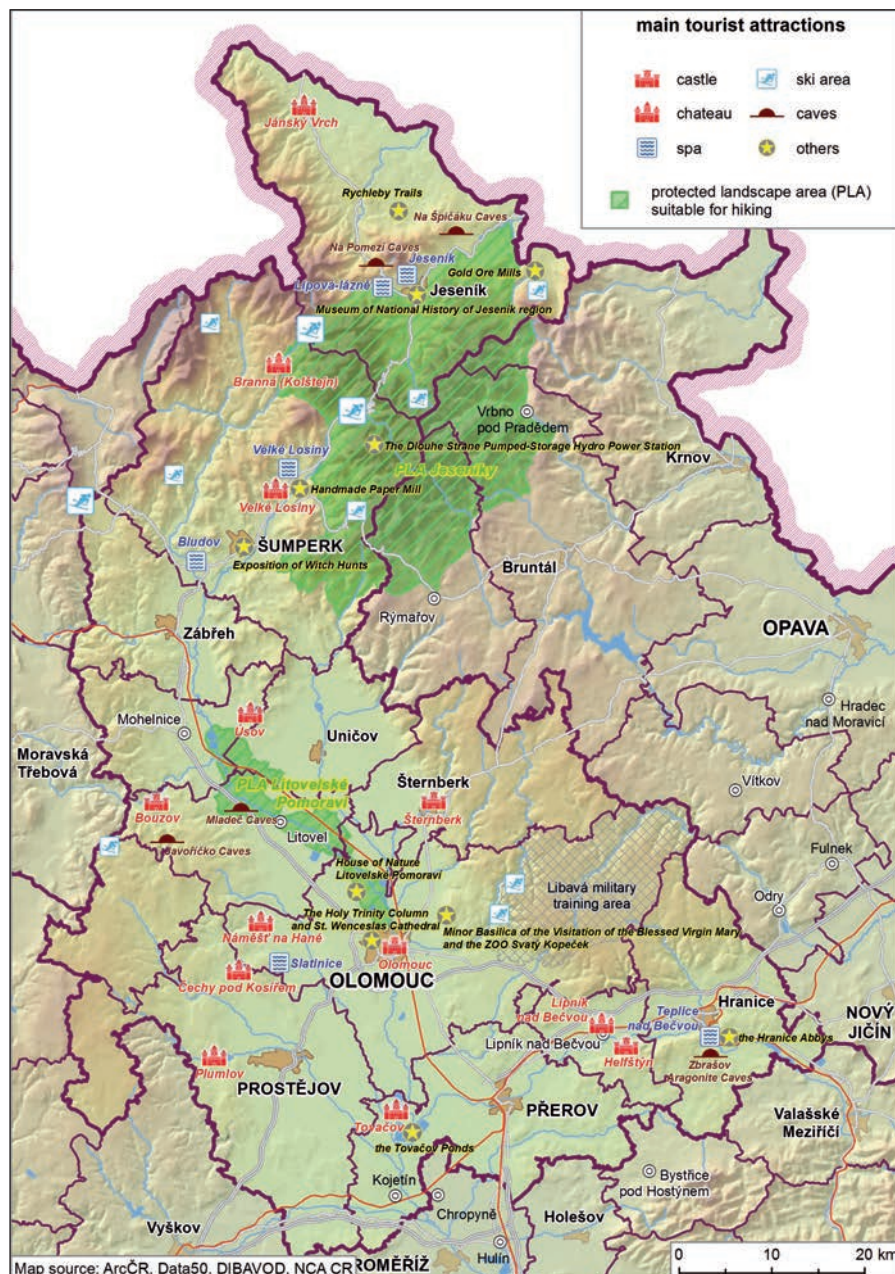 main tourist attractions
castle
ski area
chateau
caves
spa
others
protected landscape area (PLA)
suitable for hiking
Jánský Vrch
Rychleby Trails
Na Špičáku Caves
Na Pomezí Caves
Jeseník
Lipová-lázně
Gold Ore Mills
Jeseník
Museum of National History of Jeseník region
Branná (Kolštejn)
Vrbno
pod Pradědem
The Dlouhe Strane Pumped-Storage Hydro Power Station
Velké Losiny
PLA Jeseníky
Krnov
Velké Losiny
Handmade Paper Mill
Bludov
ŠUMPERK
Exposition of Witch Hunts
Bruntál
Rýmařov
Zábřeh
OPAVA
Úsov
Mohelnice
Uničov
Hradec
nad Moravicí
Moravská
Třebová
PLA Litovelské
Pomoraví
Šternberk
Vítkov
Bouzov
Mladeč Caves
Šternberk
Litovel
Javoříčko Caves
House of Nature
Litovelské Pomoraví
Fulnek
Libavá military
training area
Odry
The Holy Trinity Column
and St. Wenceslas Cathedral
Minor Basilica of the Visitation of the Blessed Virgin Mary
and the ZOO Svatý Kopeček
Náměšť na Hané
Slatinice
Olomouc
Čechy pod Kosířem
OLOMOUC
Lipník
nad Bečvou
Teplice
nad Bečvou
Hranice
NOVÝ
JIČÍN
Lipník nad Bečvou
the Hranice Abbys
Helfštýn
Zbrašov
Aragonite Caves
Plumlov
PROSTĚJOV
PŘEROV
Tovačov
the Tovačov Ponds
Valašské
Meziříčí
Kojetín
Chropyně
Bystřice
pod Hostýnem
Vyškov
Holešov
Hulín
ROMĚŘÍŽ
0 10 20 km
Map source: ArcČR, Data50, DIBAVOD, NCA CR